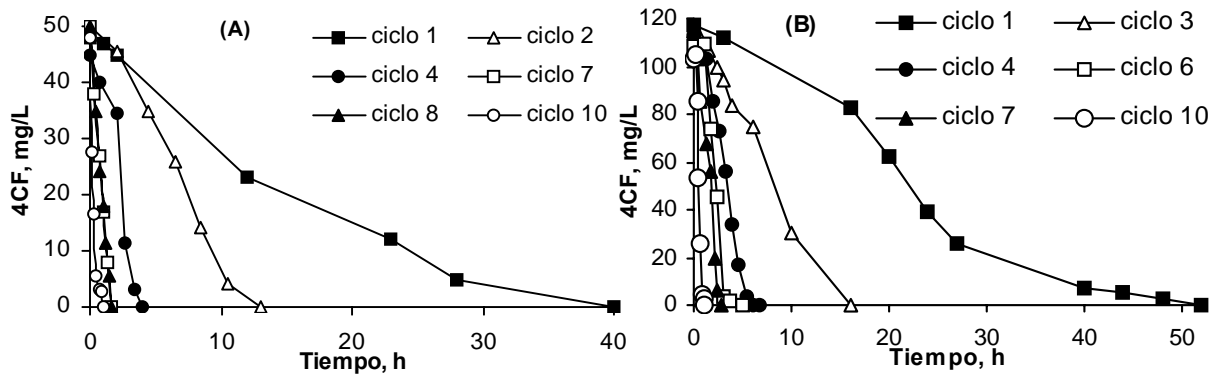 (A)
4CF, mg/L
50
40
30
20
10
0
ciclo 1
ciclo 2
ciclo 4
ciclo 7
ciclo 8
ciclo 10
0 10 20 30 40
Tiempo, h
(B)
4CF, mg/L
120
100
80
60
40
20
0
ciclo 1
ciclo 3
ciclo 4
ciclo 6
ciclo 7
ciclo 10
0 10 20 30 40 50
Tiempo, h